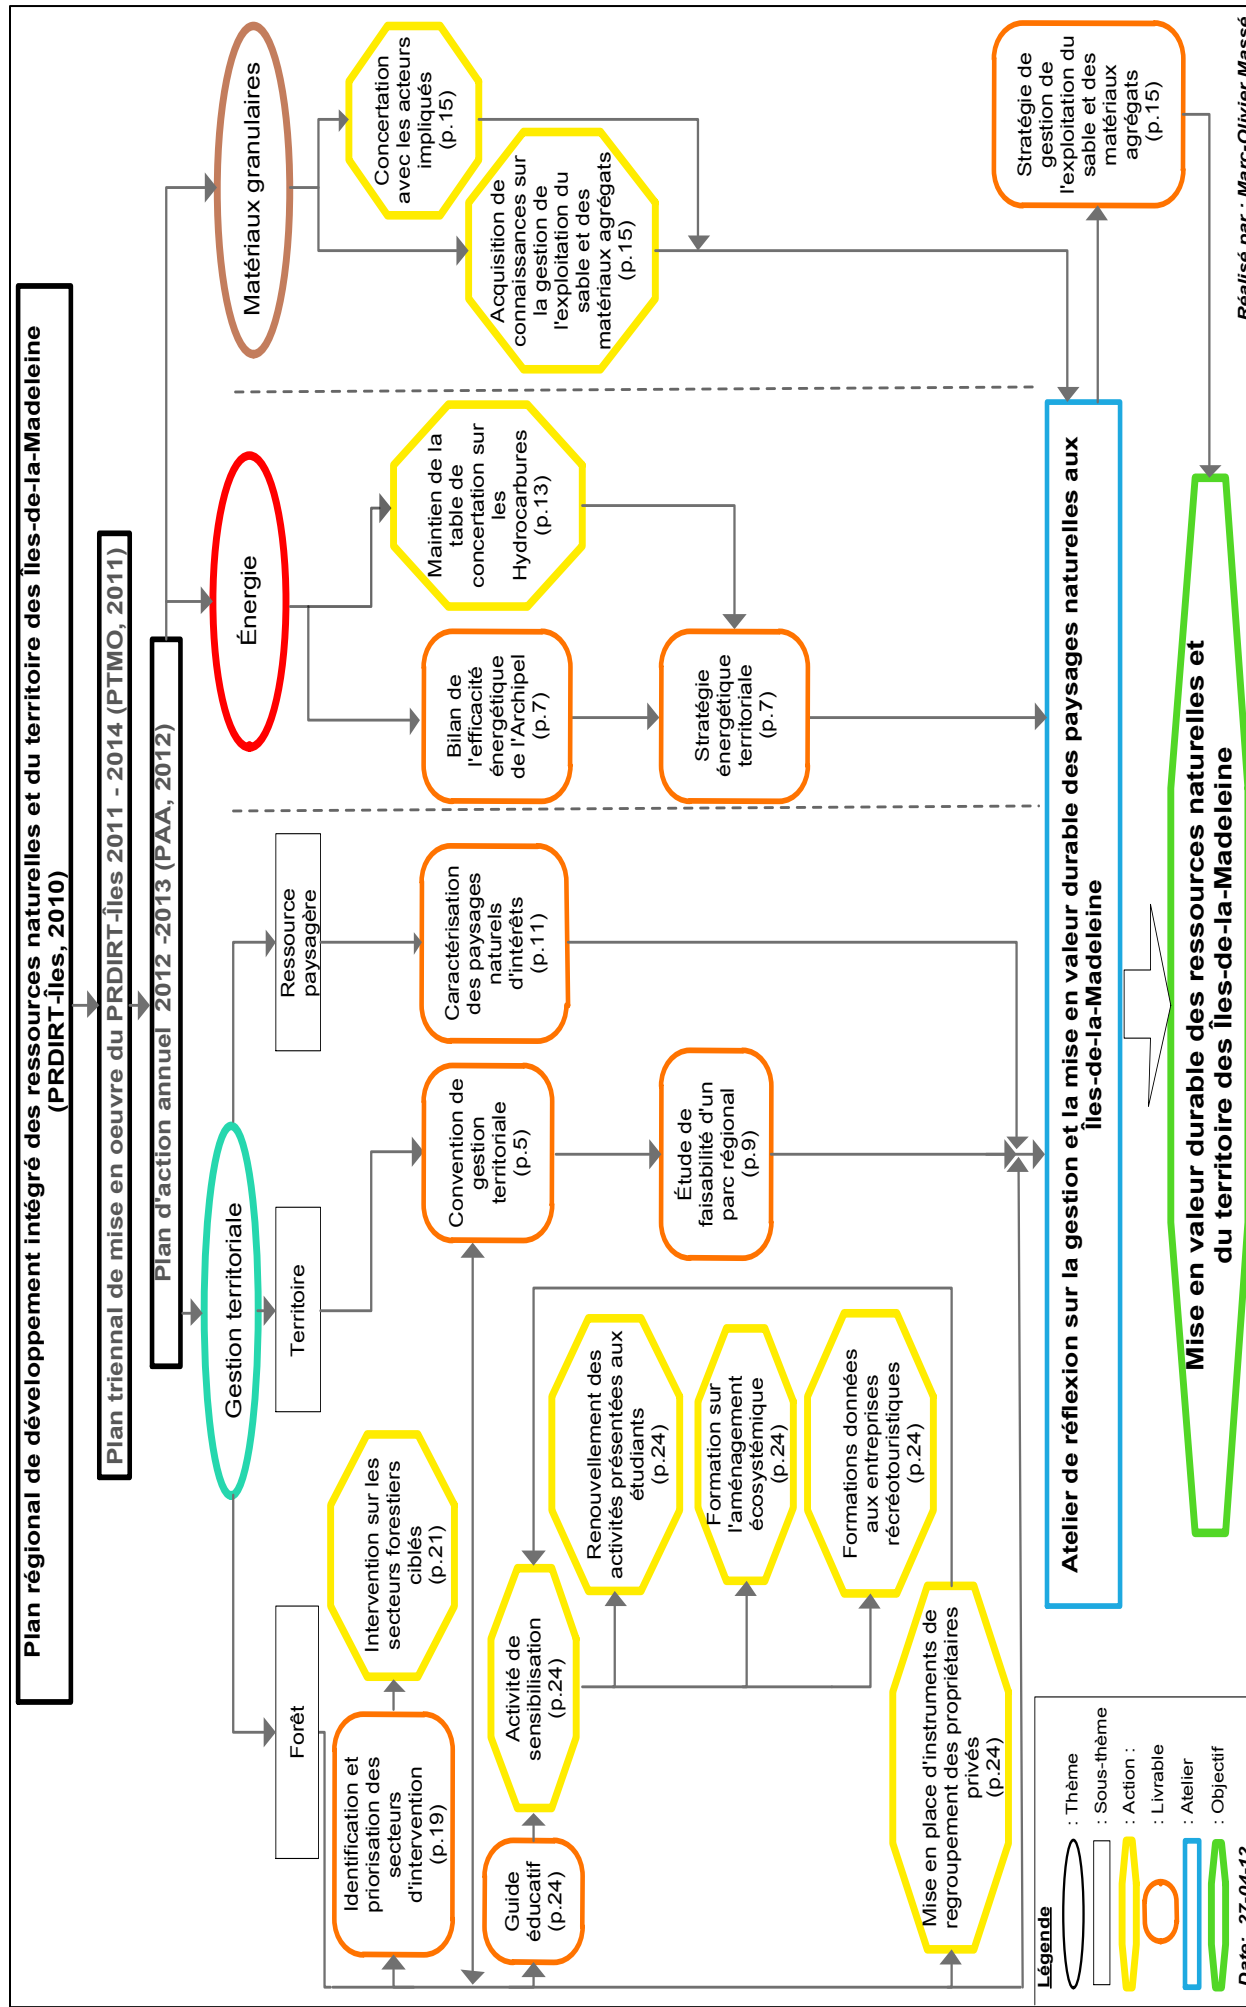 Plan régional de développement intégré des ressources naturelles et du territoire des Îles-de-la-Madeleine
(PRDIRT-Îles, 2010)
Plan triennal de mise en oeuvre du PRDIRT-Îles 2011 - 2014 (PTMO, 2011)
Plan d'action annuel 2012 -2013 (PAA, 2012)
Gestion territoriale
Énergie
Matériaux granulaires
Forêt
Territoire
Ressource
paysagère
Identification et
priorisation des
secteurs
d'intervention
(p.19)
Intervention sur les
secteurs forestiers
ciblés
(p.21)
Guide
éducatif
(p.24)
Activité de
sensibilisation
(p.24)
Renouvellement des
activités présentées aux
étudiants
(p.24)
Formation sur
l'aménagement
écosystémique
(p.24)
Formations données
aux entreprises
récréotouristiques
(p.24)
Mise en place d'instruments de
regroupement des propriétaires
privés
(p.24)
Convention de
gestion
territoriale
(p.5)
Étude de
faisabilité d'un
parc régional
(p.9)
Caractérisation
des paysages
naturels
d'intérêts
(p.11)
Bilan de
l'efficacité
énergétique
de l'Archipel
(p.7)
Stratégie
énergétique
territoriale
(p.7)
Maintien de la
table de
concertation sur
les
Hydrocarbures
(p.13)
Concertation
avec les acteurs
impliqués
(p.15)
Acquisition de
connaissances sur
la gestion de
l'exploitation du
sable et des
matériaux agrégats
(p.15)
Atelier de réflexion sur la gestion et la mise en valeur durable des paysages naturelles aux
Îles-de-la-Madeleine
Stratégie de
gestion de
l'exploitation du
sable et des
matériaux
agrégats
(p.15)
Mise en valeur durable des ressources naturelles et
du territoire des Îles-de-la-Madeleine
Légende
: Thème
: Sous-thème
: Action :
: Livrable
: Atelier
: Objectif
Date: 27-04-12
Réalisé par : Marc-Olivier Massé